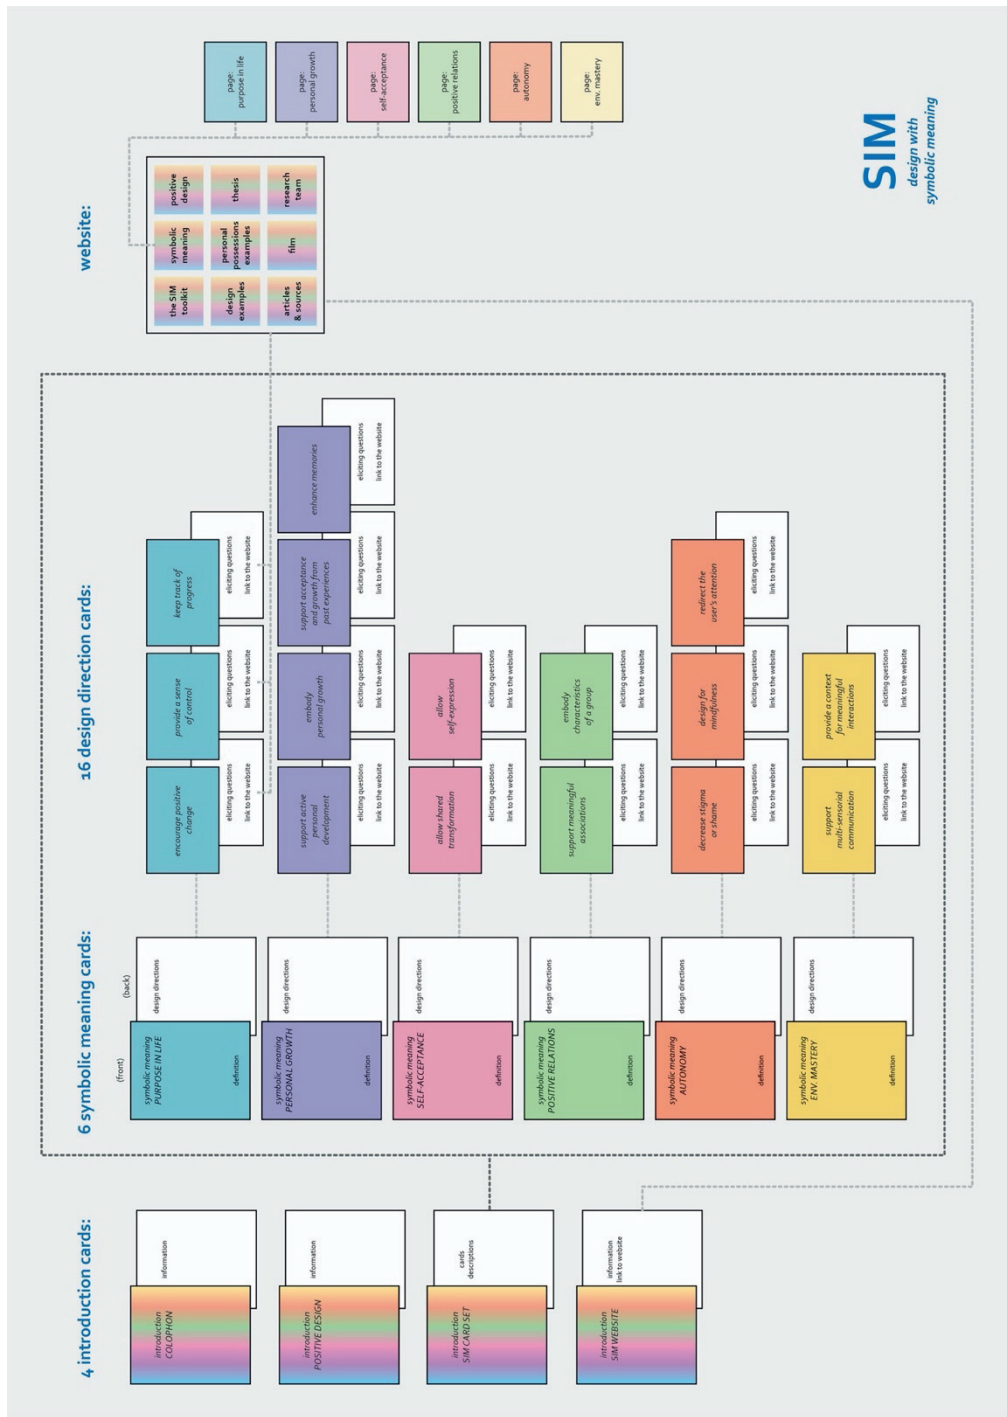 4 introduction cards:
introduction
COLOPHON
information
introduction
POSITIVE DESIGN
information
introduction
SIM CARD SET
cards
descriptions
introduction
SIM WEBSITE
information
link to website
6 symbolic meaning cards:
(front)
(back)
symbolic meaning
PURPOSE IN LIFE
definition
design directions
symbolic meaning
PERSONAL GROWTH
definition
design directions
symbolic meaning
SELF-ACCEPTANCE
definition
design directions
symbolic meaning
POSITIVE RELATIONS
definition
design directions
symbolic meaning
AUTONOMY
definition
design directions
symbolic meaning
ENV. MASTERY
definition
design directions
16 design direction cards:
encourage positive
change
eliciting questions
link to the website
provide a sense
of control
eliciting questions
link to the website
keep track of
progress
eliciting questions
link to the website
support active
personal
development
eliciting questions
link to the website
embody
personal growth
eliciting questions
link to the website
support acceptance
and growth from
past experiences
eliciting questions
link to the website
enhance memories
eliciting questions
link to the website
allow shared
transformation
eliciting questions
link to the website
allow
self-expression
eliciting questions
link to the website
support meaningful
associations
eliciting questions
link to the website
embody
characteristics
of a group
eliciting questions
link to the website
decrease stigma
or shame
eliciting questions
link to the website
design for
mindfulness
eliciting questions
link to the website
redirect the
user's attention
eliciting questions
link to the website
support
multi-sensorial
communication
eliciting questions
link to the website
provide a context
for meaningful
interactions
eliciting questions
link to the website
website:
the SIM
toolkit
symbolic
meaning
positive
design
design
examples
personal
possessions
examples
thesis
articles
& sources
film
research
team
page:
purpose in life
page:
personal growth
page:
self-acceptance
page:
positive relations
page:
autonomy
page:
env. mastery
SIM
design with
symbolic meaning